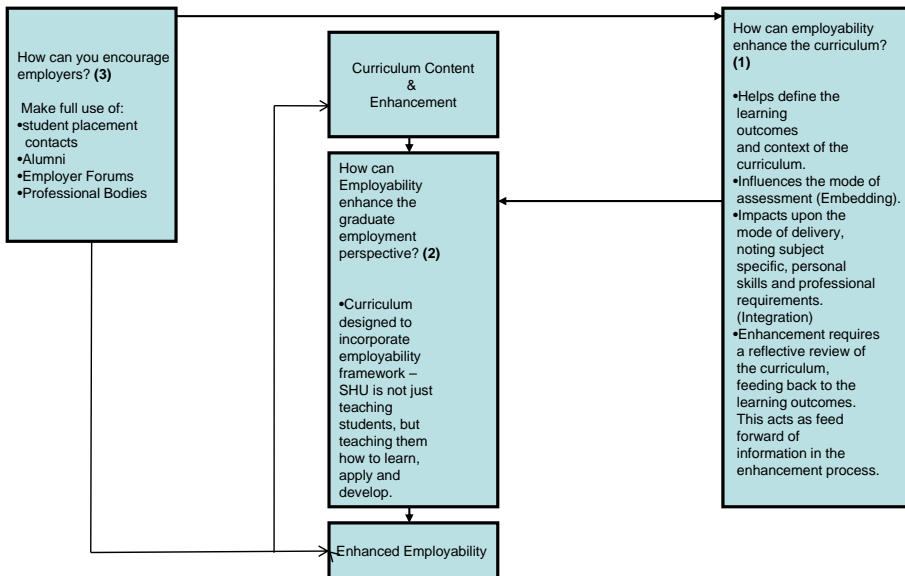 How can you encourage
employers? (3)
Make full use of:
•student placement
contacts
•Alumni
•Employer Forums
•Professional Bodies
Curriculum Content
&
Enhancement
How can
Employability
enhance the
graduate
employment
perspective? (2)
•Curriculum
designed to
incorporate
employability
framework –
SHU is not just
teaching
students, but
teaching them
how to learn,
apply and
develop.
Enhanced Employability
How can employability
enhance the curriculum?
(1)
•Helps define the
learning
outcomes
and context of the
curriculum.
•Influences the mode of
assessment (Embedding).
•Impacts upon the
mode of delivery,
noting subject
specific, personal
skills and professional
requirements.
(Integration)
•Enhancement requires
a reflective review of
the curriculum,
feeding back to the
learning outcomes.
This acts as feed
forward of
information in the
enhancement process.